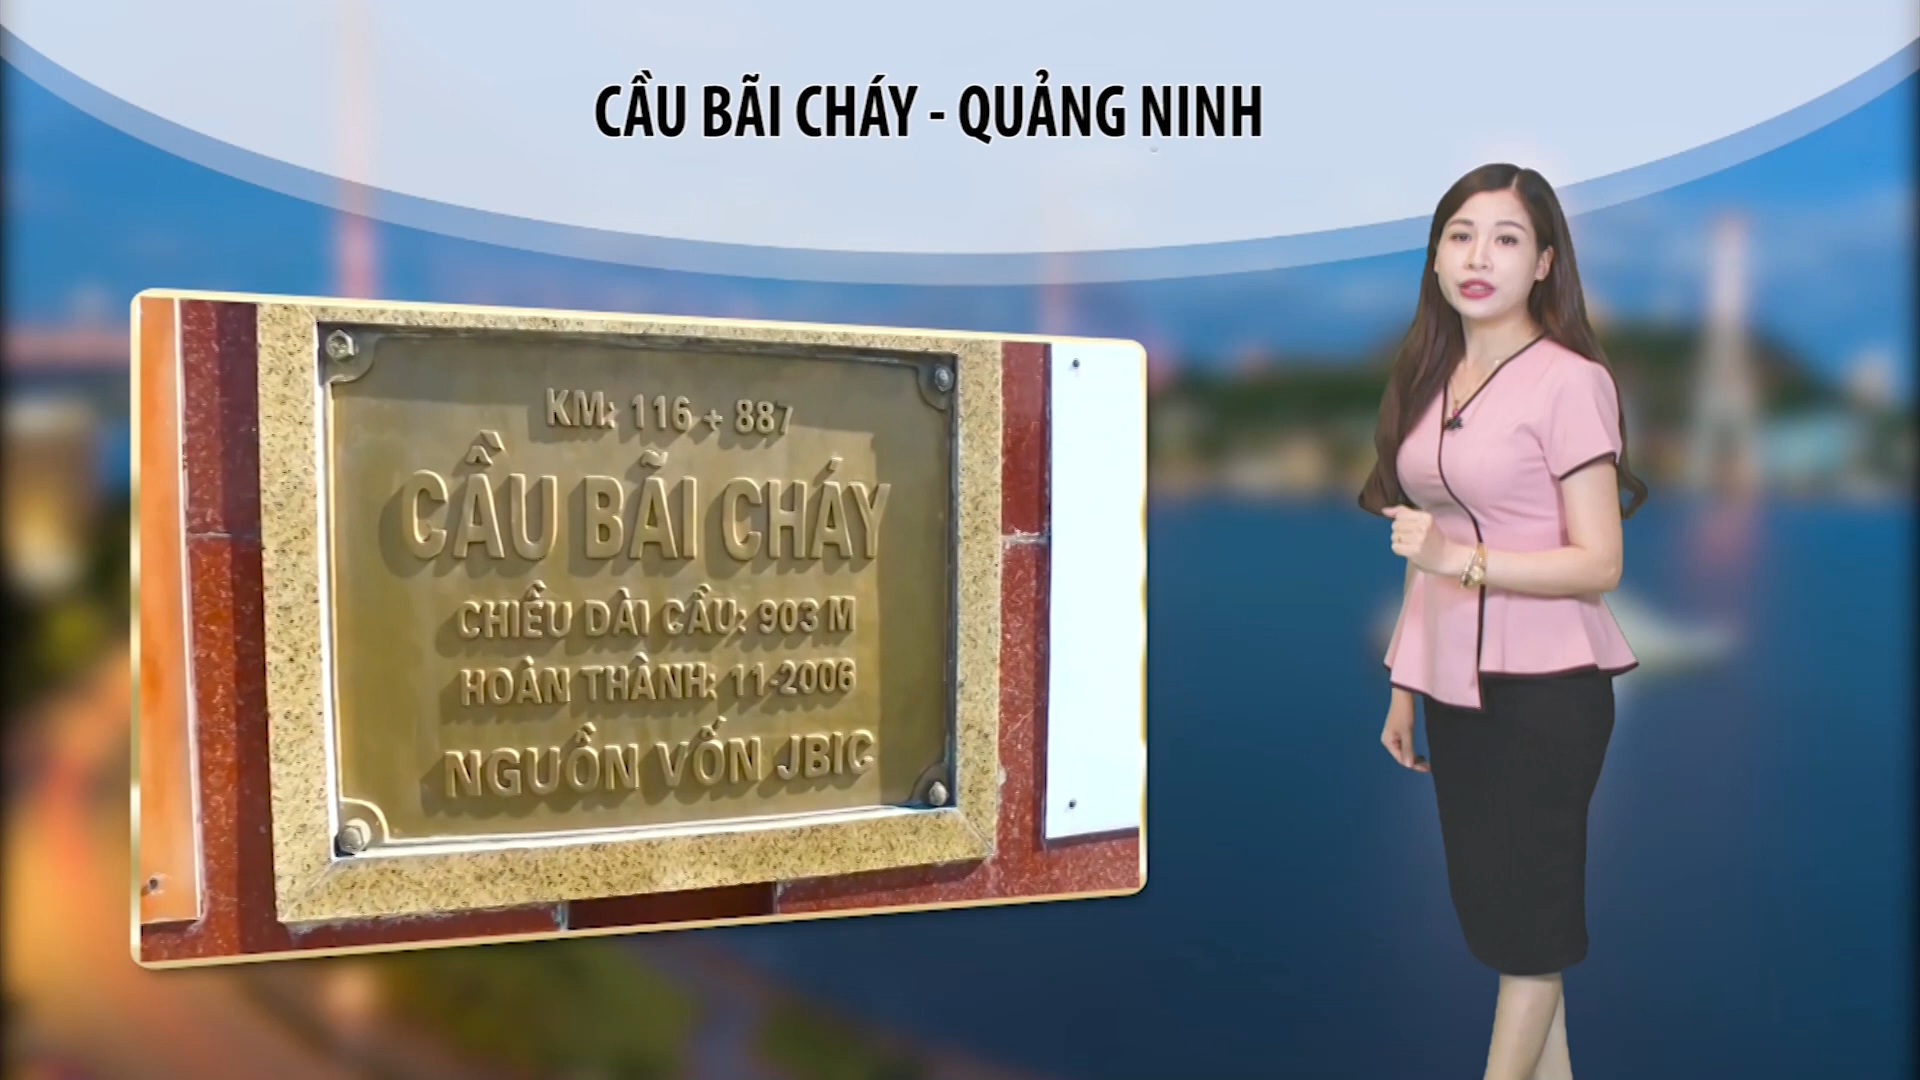 CẦU BÃI CHÁY - QUẢNG NINH
KM: 116 + 887
CẦU BÃI CHÁY
CHIỀU DÀI CẦU: 903 M
HOÀN THÀNH: 11-2006
NGUỒN VỐN JBIC